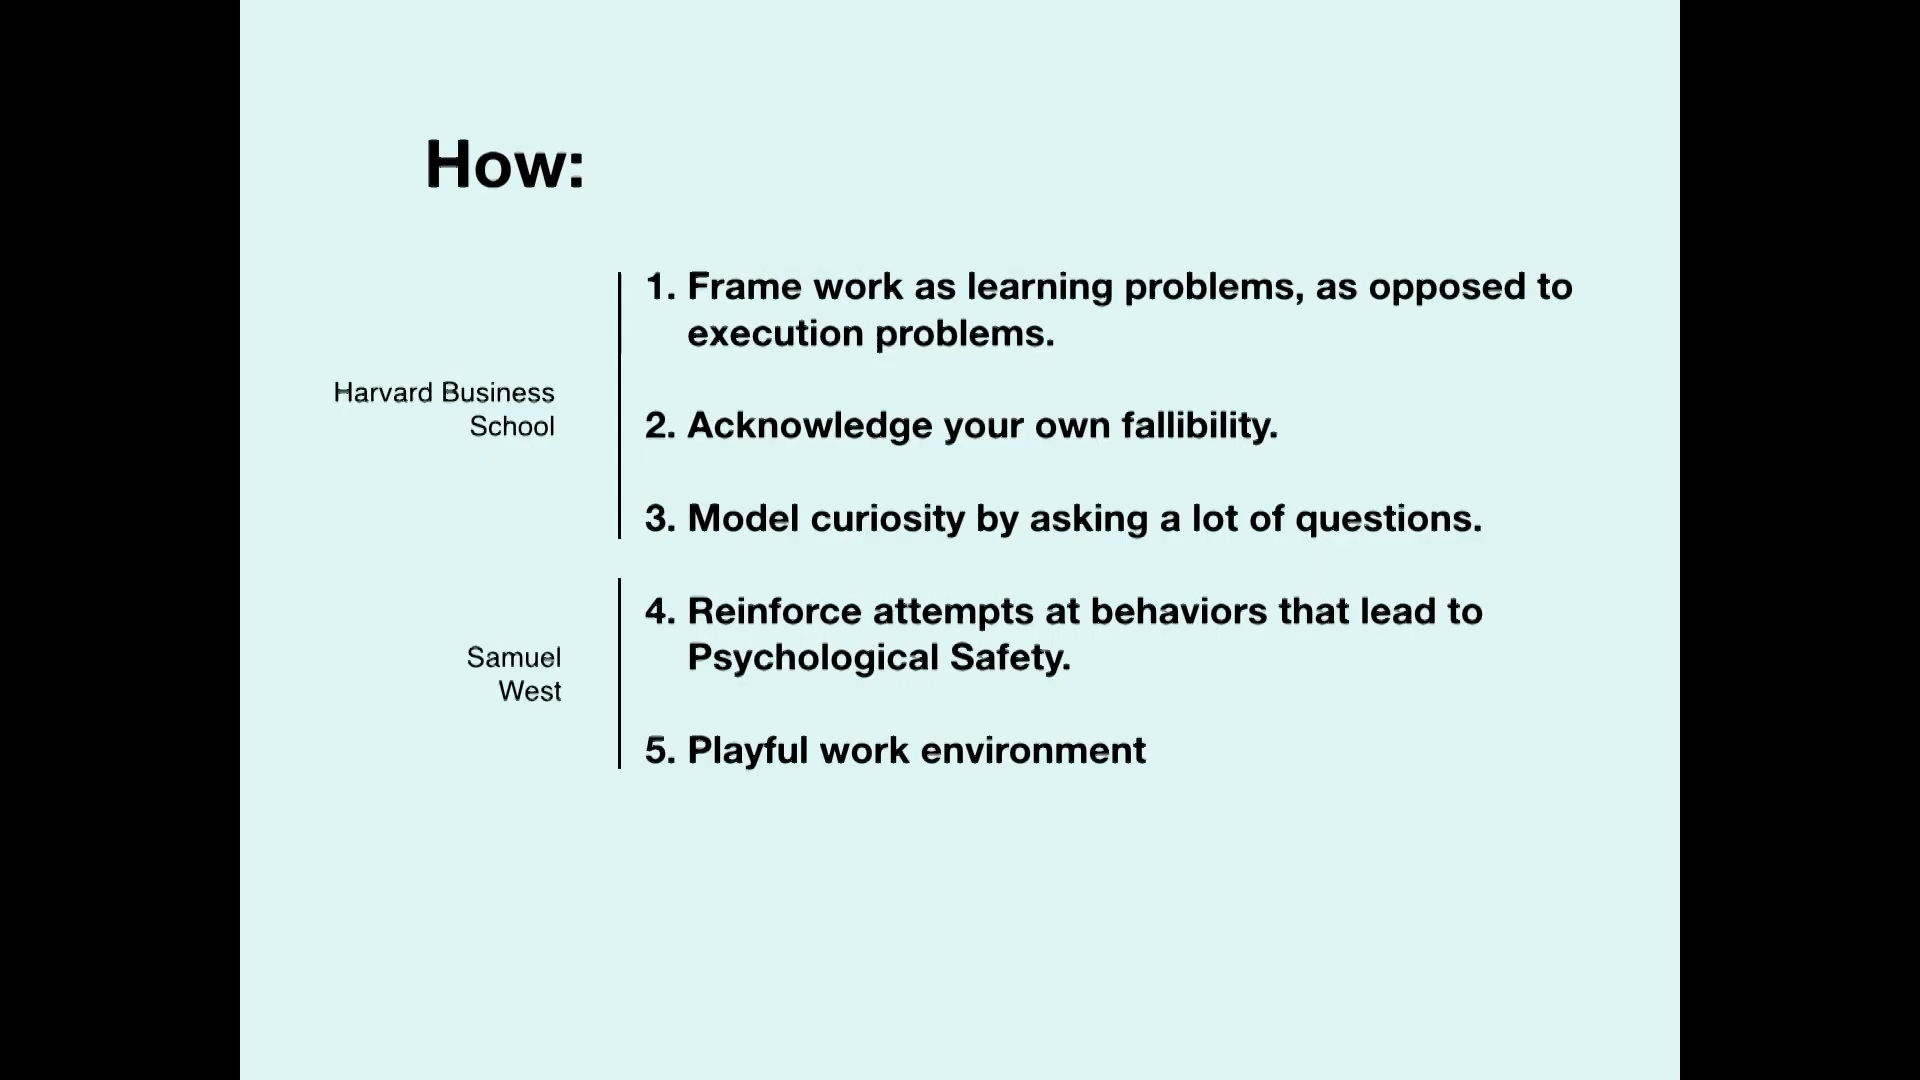 How:
Harvard Business
School
1. Frame work as learning problems, as opposed to
execution problems.
2. Acknowledge your own fallibility.
3. Model curiosity by asking a lot of questions.
Samuel
West
4. Reinforce attempts at behaviors that lead to
Psychological Safety.
5. Playful work environment